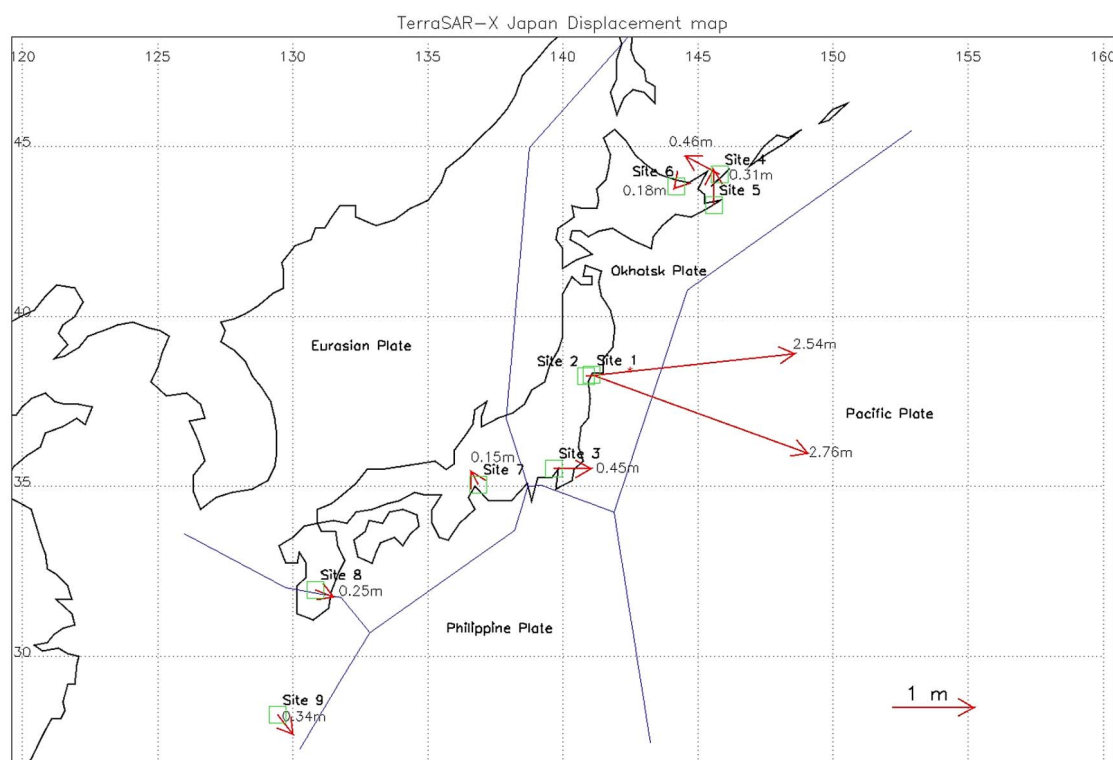 TerraSAR-X Japan Displacement map
120 125 130 135 140 145 150 155 160
45
0.46m
Site 4
Site 6
0.31m
0.18m
Site 5
Okhotsk Plate
40
Eurasian Plate
2.54m
Site 2 Site 1
Pacific Plate
2.76m
Site 3
0.15m
Site 7
0.45m
35
Site 8
0.25m
Philippine Plate
30
Site 9
0.34m
1 m